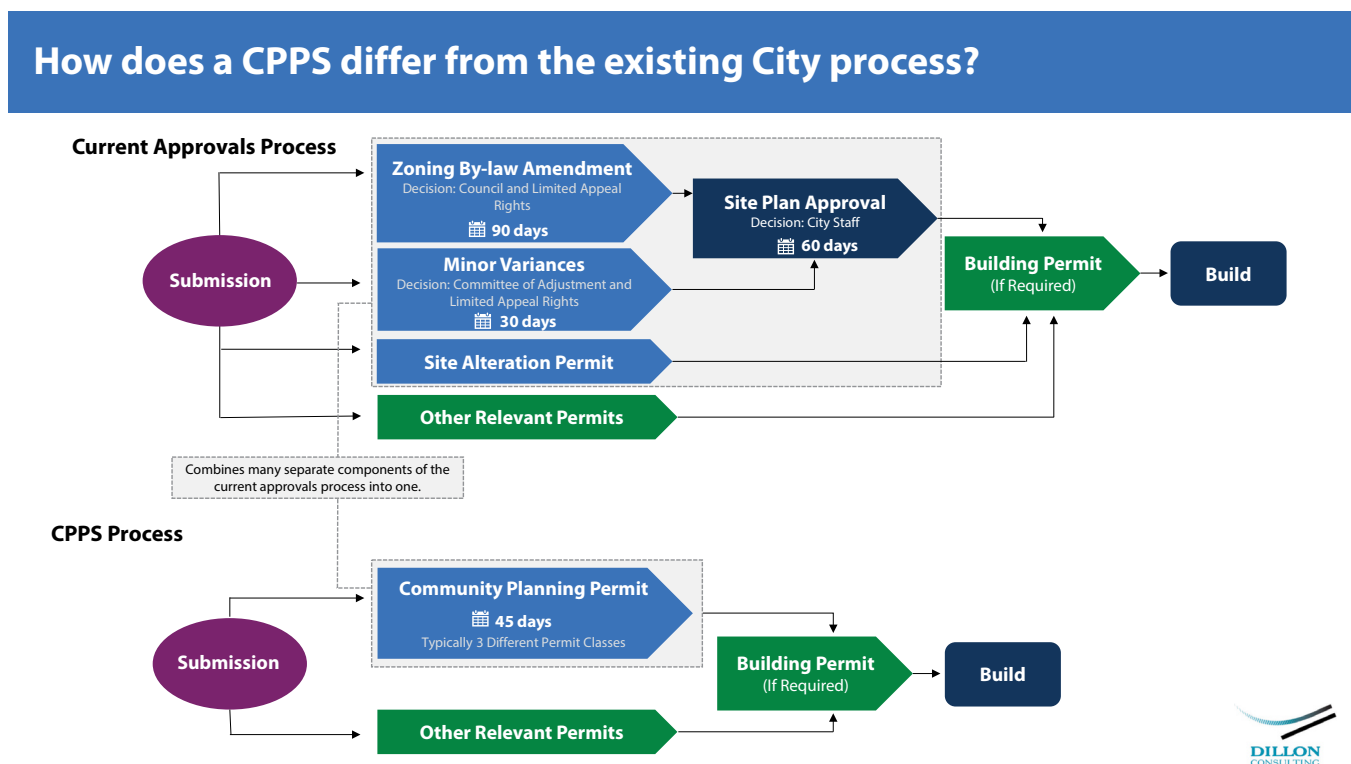 How does a CPPS differ from the existing City process?
Current Approvals Process
Submission
Zoning By-law Amendment
Decision: Council and Limited Appeal
Rights
90 days
Minor Variances
Decision: Committee of Adjustment and
Limited Appeal Rights
30 days
Site Alteration Permit
Other Relevant Permits
Site Plan Approval
Decision: City Staff
60 days
Building Permit
(If Required)
Build
Combines many separate components of the
current approvals process into one.
CPPS Process
Submission
Community Planning Permit
45 days
Typically 3 Different Permit Classes
Other Relevant Permits
Building Permit
(If Required)
Build
DILLON
CONSULTING